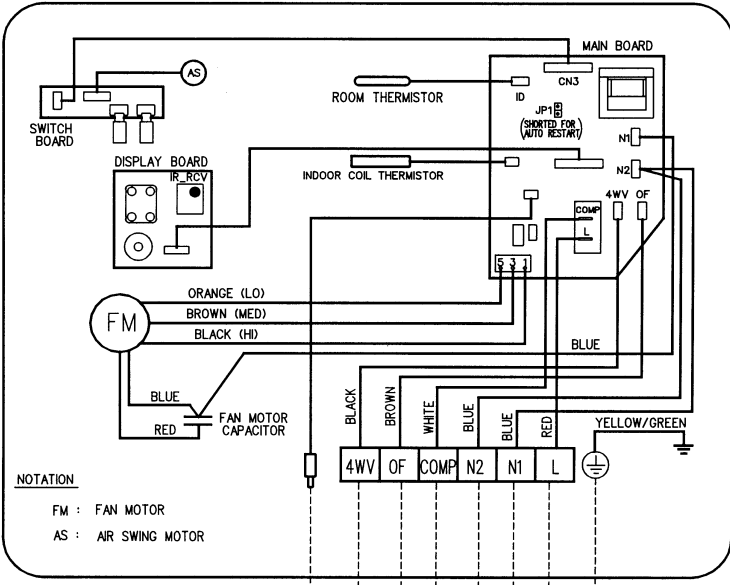 MAIN BOARD
AS
CN3
ROOM THERMISTOR
ID
JP1
(SHORTED FOR
AUTO RESTART)
SWITCH
BOARD
N1
DISPLAY BOARD
IR_RCV
INDOOR COIL THERMISTOR
N2
4WV OF
COMP
L
5 3 1
ORANGE (LO)
BROWN (MED)
BLACK (HI)
FM
BLUE
BLUE
RED
FAN MOTOR
CAPACITOR
BLACK
BROWN
WHITE
BLUE
BLUE
RED
YELLOW/GREEN
4WV OF COMP N2 N1 L
NOTATION
FM : FAN MOTOR
AS : AIR SWING MOTOR